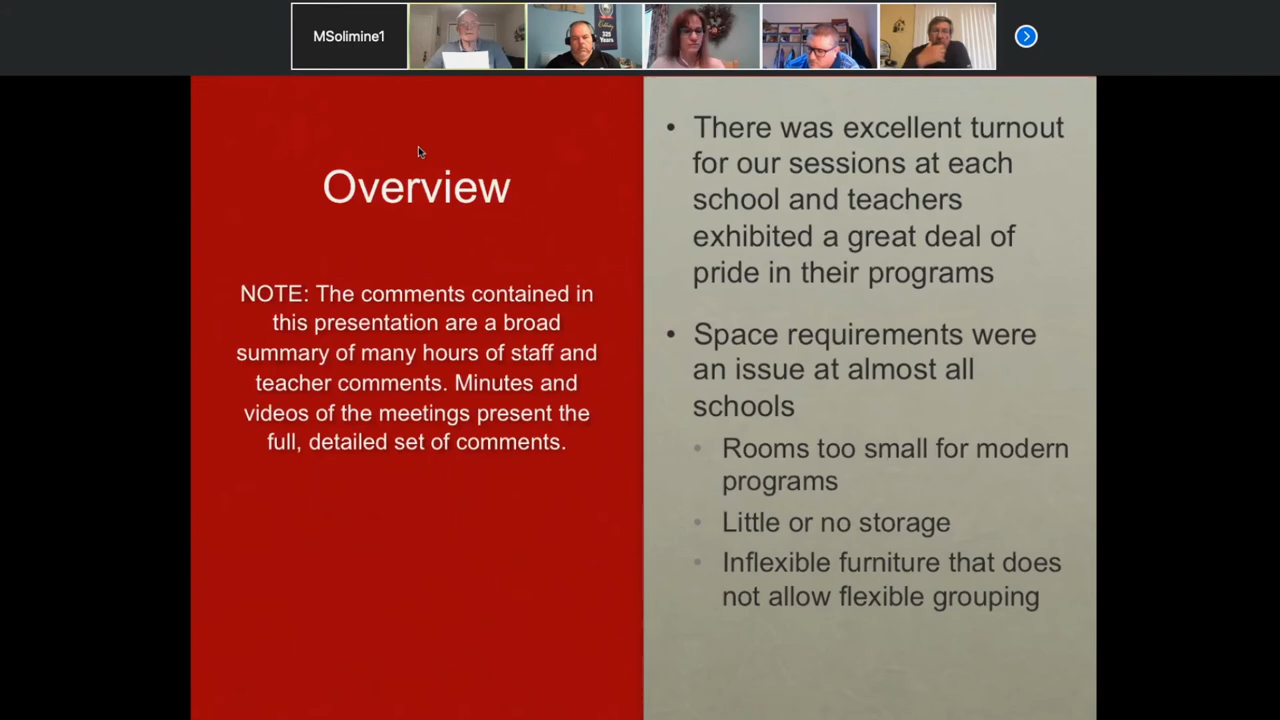 MSolimine1
325
Years
Overview
NOTE: The comments contained in
this presentation are a broad
summary of many hours of staff and
teacher comments. Minutes and
videos of the meetings present the
full, detailed set of comments.
• There was excellent turnout
for our sessions at each
school and teachers
exhibited a great deal of
pride in their programs
• Space requirements were
an issue at almost all
schools
• Rooms too small for modern
programs
• Little or no storage
• Inflexible furniture that does
not allow flexible grouping